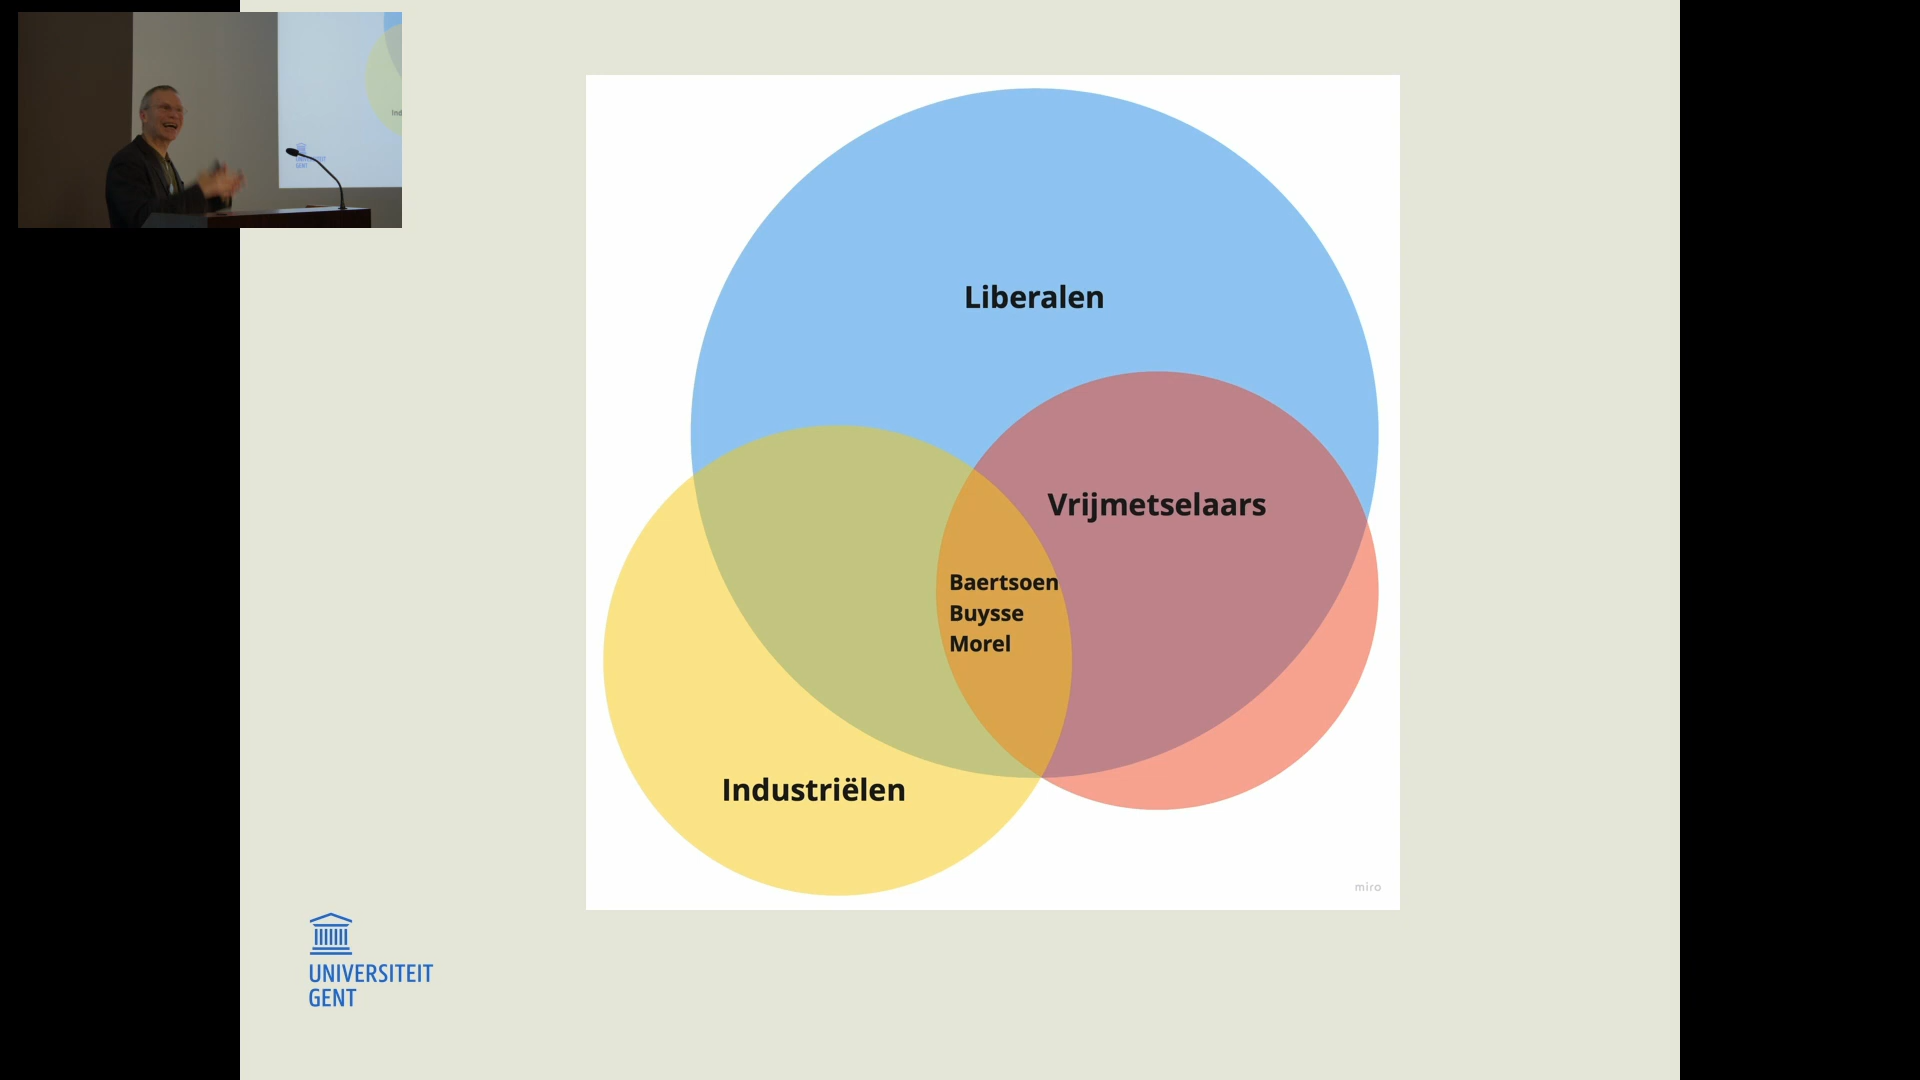 Liberalen
Vrijmetselaars
Baertsoen
Buysse
Morel
Industriëlen
miro
UNIVERSITEIT
GENT